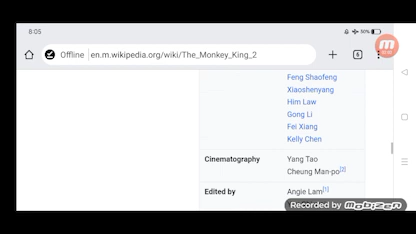 8:05
50%
Offline en.m.wikipedia.org/wiki/The_Monkey_King_2
6
Feng Shaofeng
Xiaoshenyang
Him Law
Gong Li
Fei Xiang
Kelly Chen
Cinematography Yang Tao
Cheung Man-po[2]
Edited by Angie Lam[1]
Recorded by Mobizen